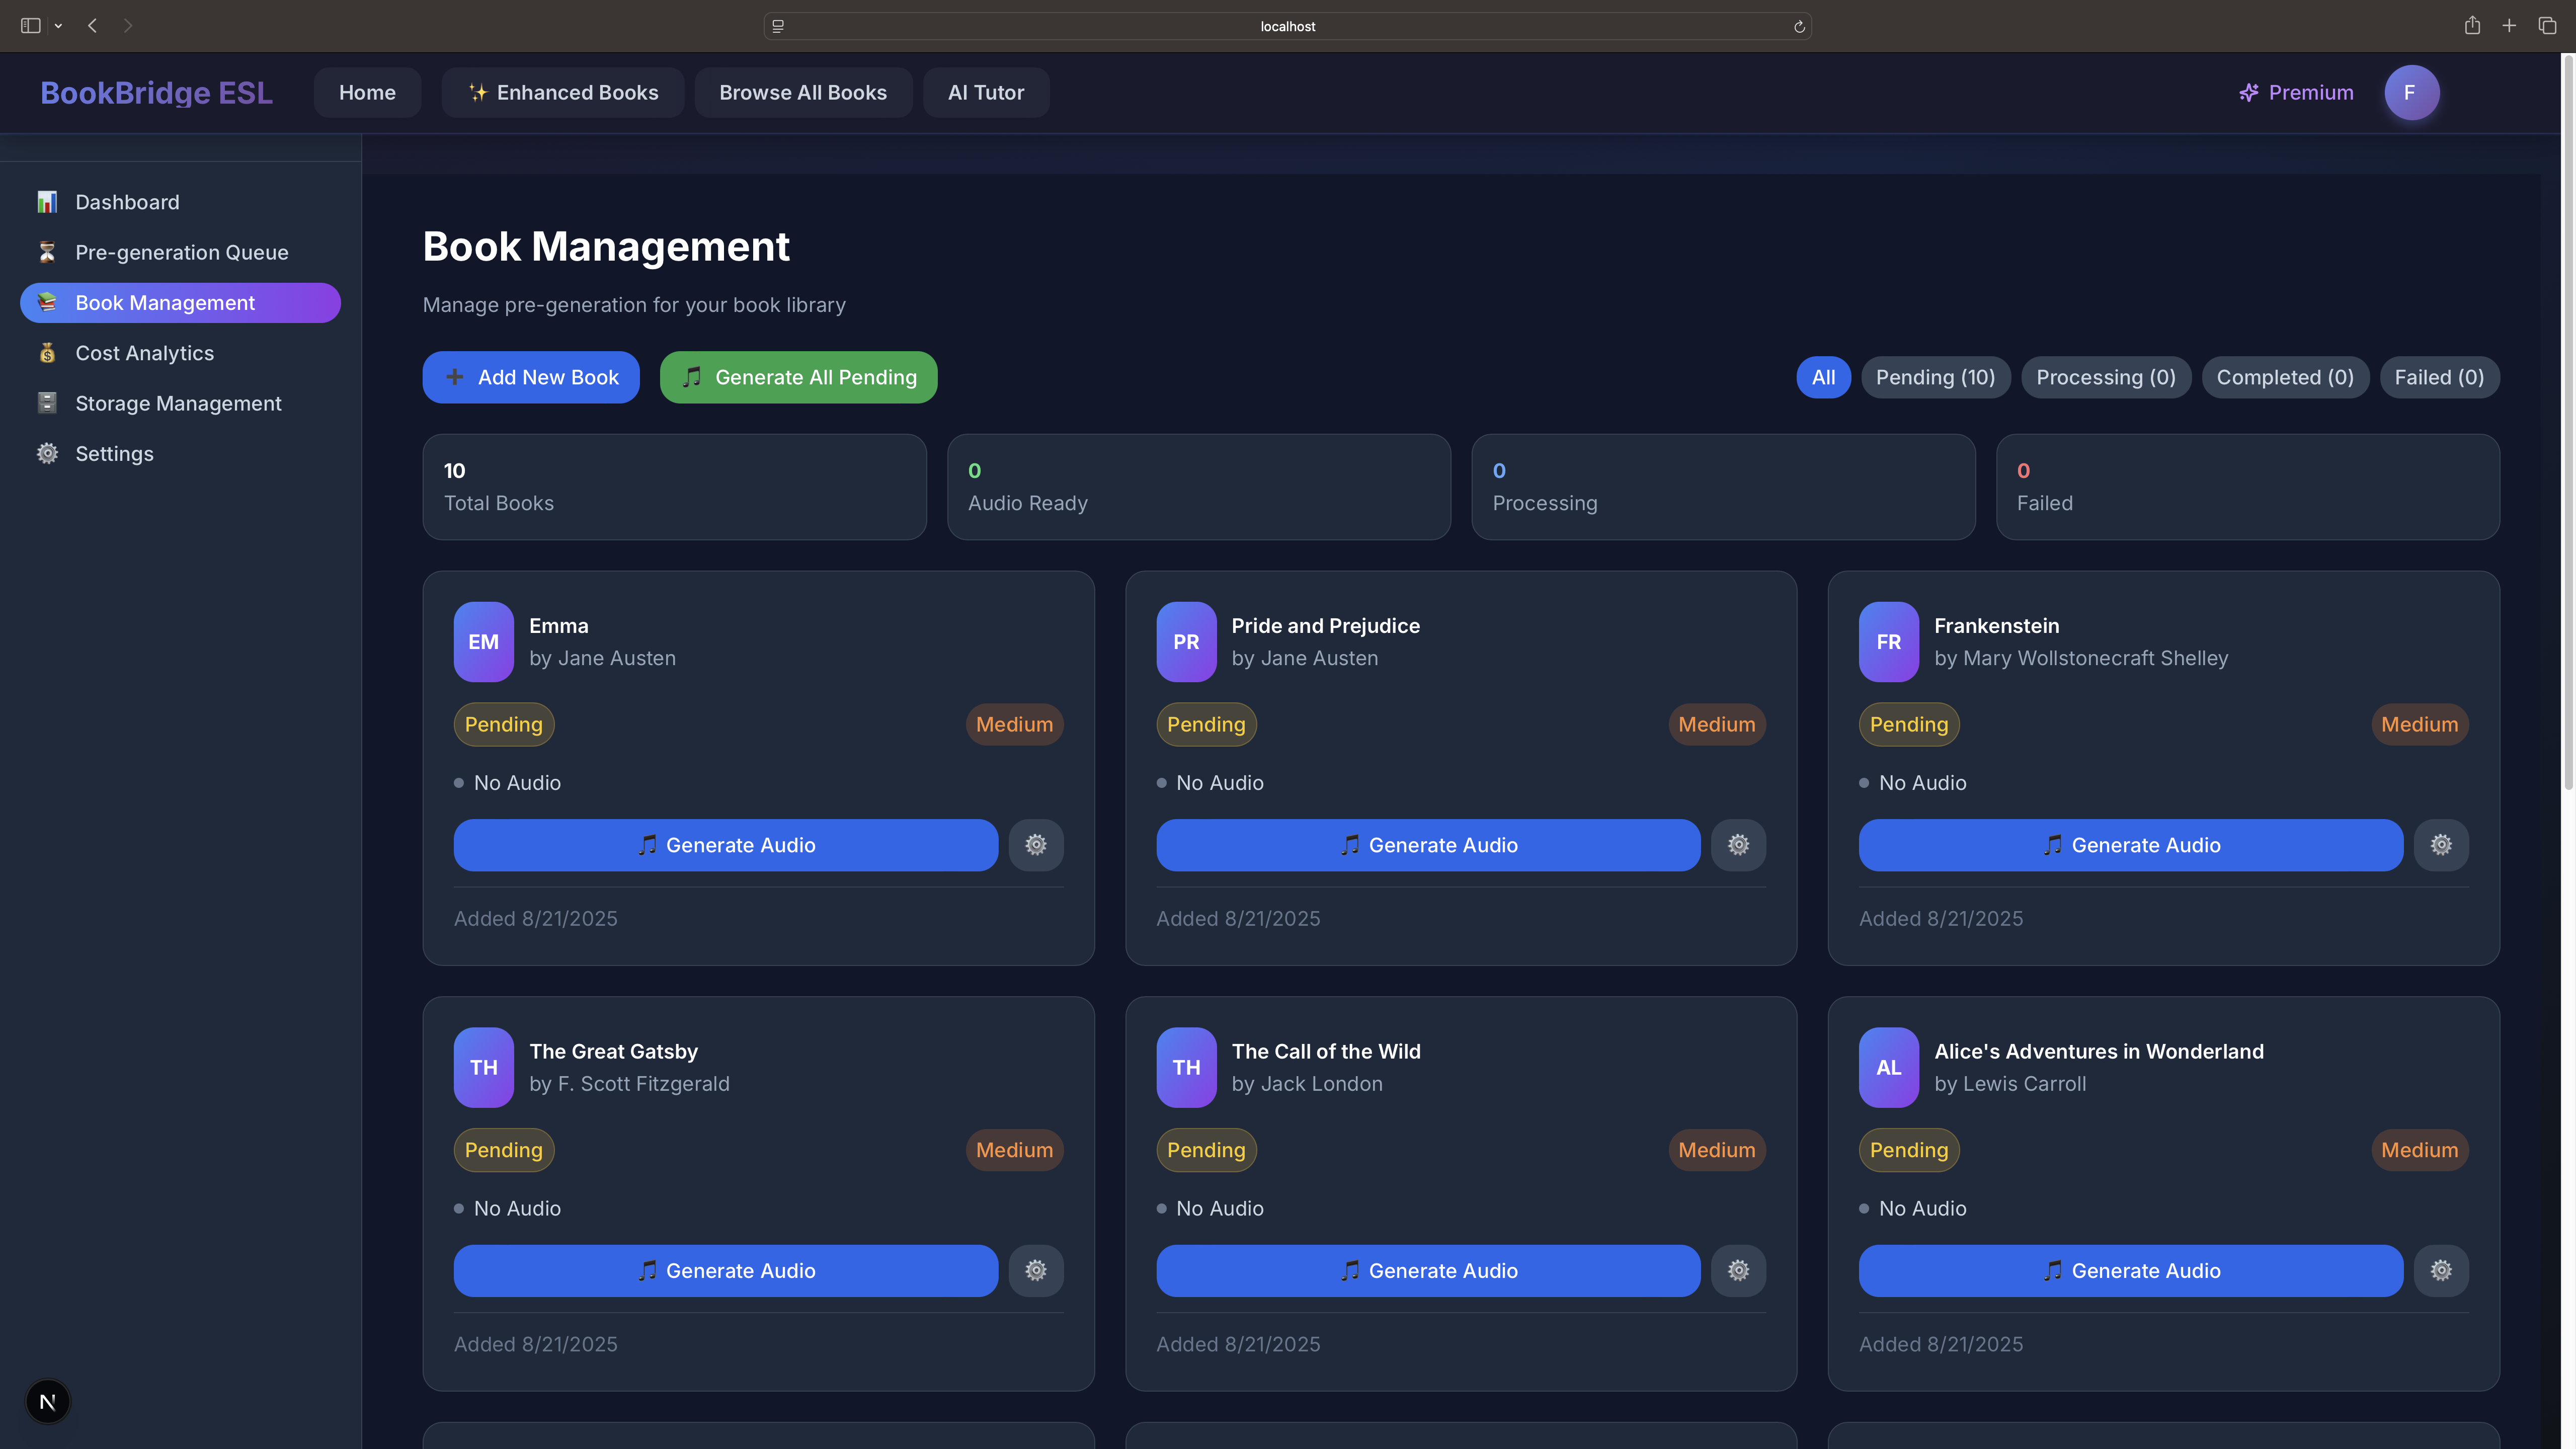 localhost
BookBridge ESL
Home
✨ Enhanced Books
Browse All Books
AI Tutor
Premium
F
Dashboard
Pre-generation Queue
Book Management
Cost Analytics
Storage Management
Settings
Book Management
Manage pre-generation for your book library
Add New Book
Generate All Pending
All
Pending (10)
Processing (0)
Completed (0)
Failed (0)
10
Total Books
0
Audio Ready
0
Processing
0
Failed
EM
Emma
by Jane Austen
Pending
Medium
No Audio
Generate Audio
Added 8/21/2025
PR
Pride and Prejudice
by Jane Austen
Pending
Medium
No Audio
Generate Audio
Added 8/21/2025
FR
Frankenstein
by Mary Wollstonecraft Shelley
Pending
Medium
No Audio
Generate Audio
Added 8/21/2025
TH
The Great Gatsby
by F. Scott Fitzgerald
Pending
Medium
No Audio
Generate Audio
Added 8/21/2025
TH
The Call of the Wild
by Jack London
Pending
Medium
No Audio
Generate Audio
Added 8/21/2025
AL
Alice's Adventures in Wonderland
by Lewis Carroll
Pending
Medium
No Audio
Generate Audio
Added 8/21/2025
N